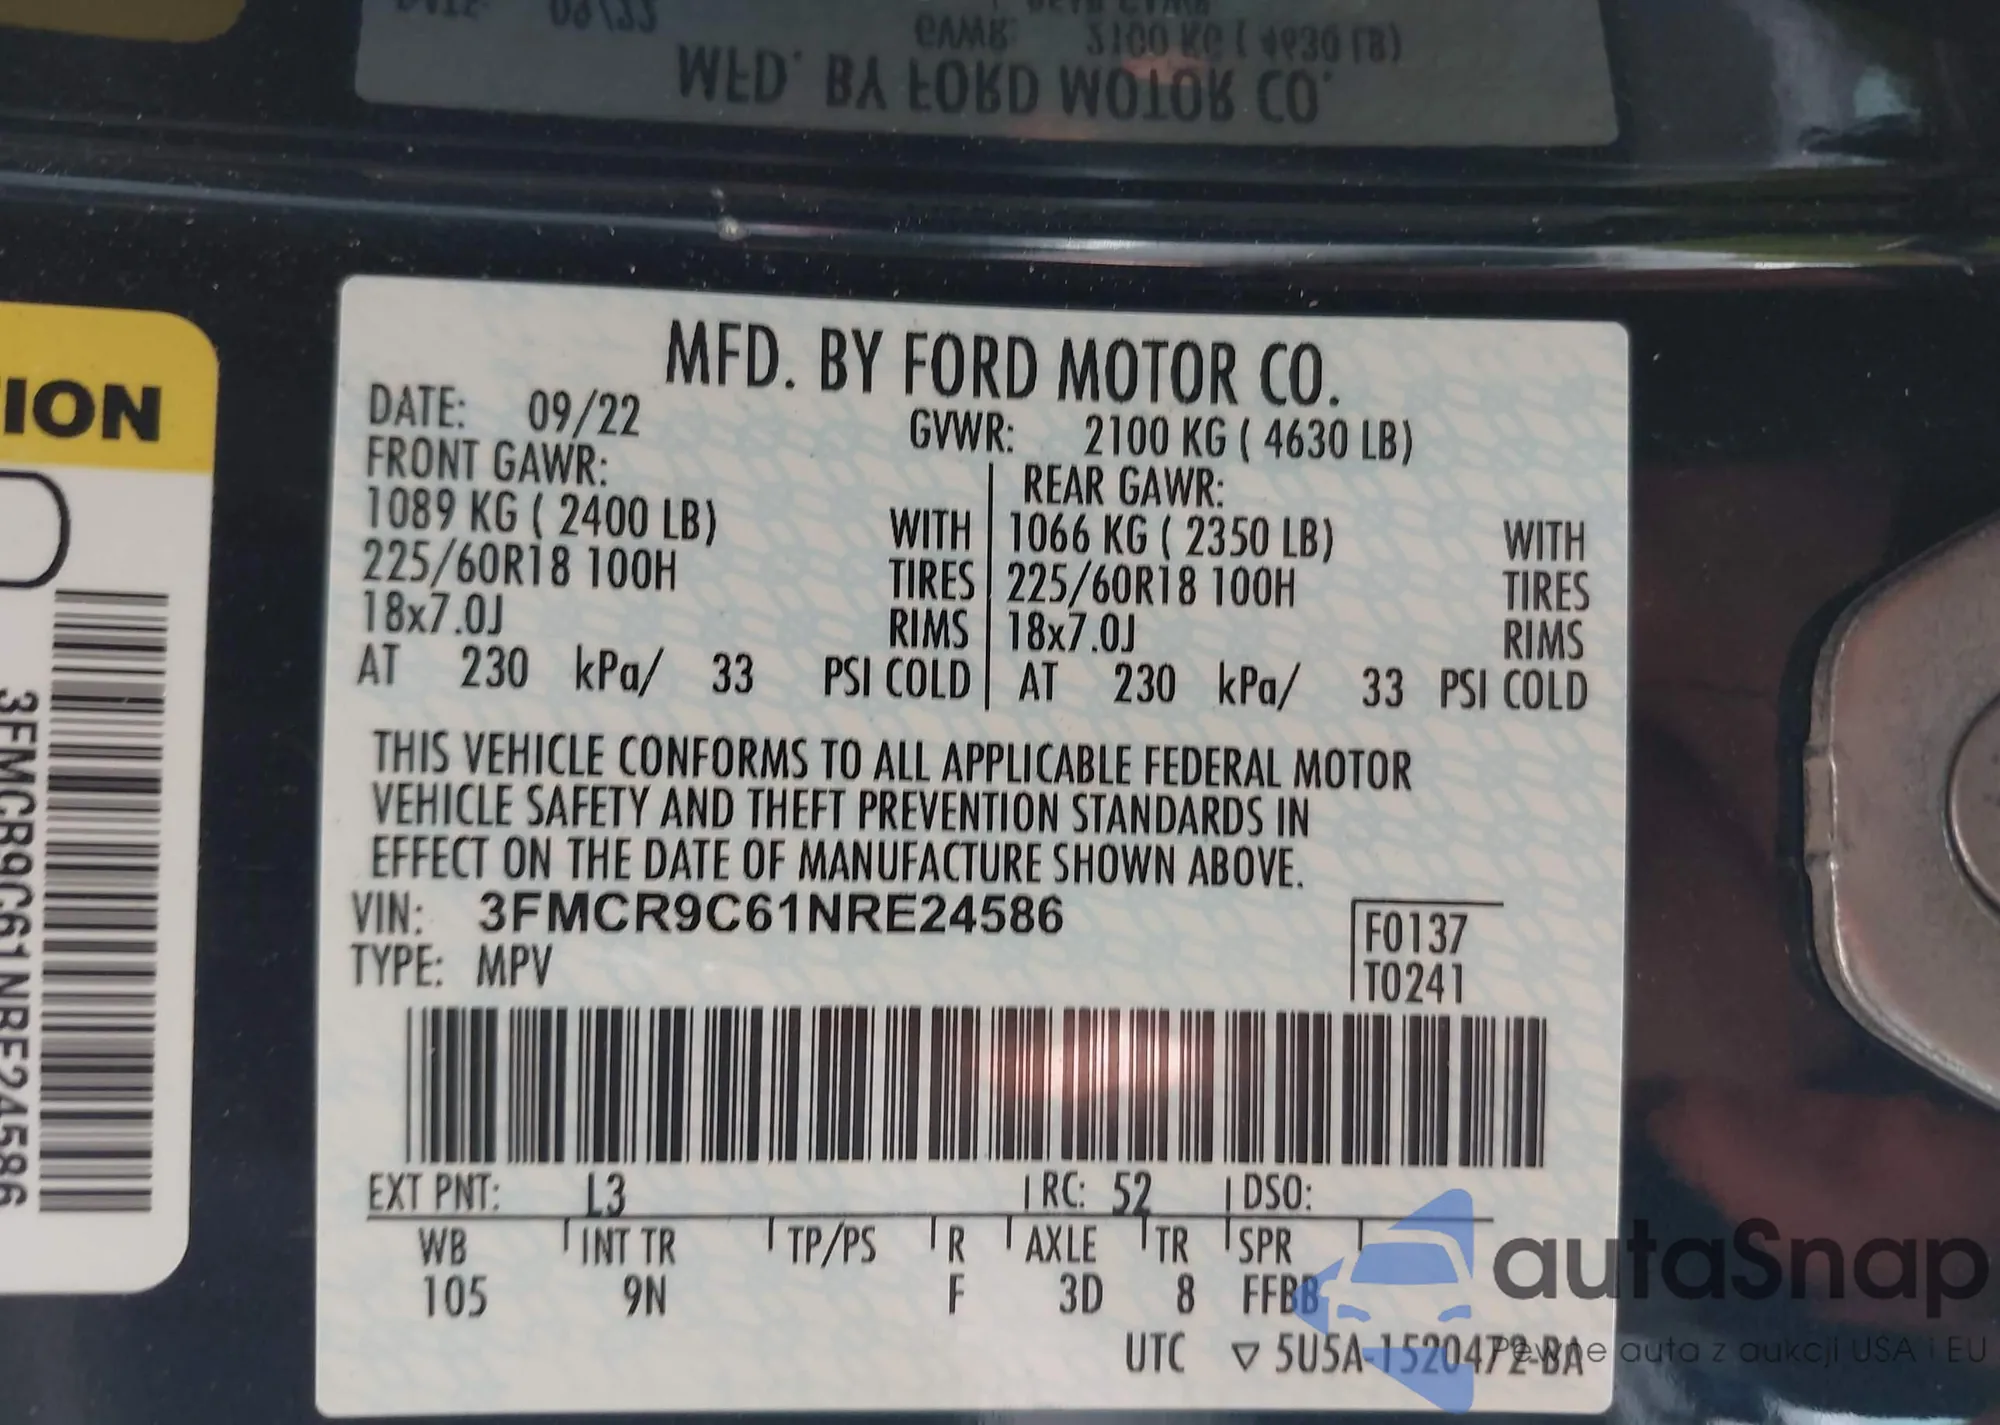 MFD. BY FORD MOTOR CO.
DATE: 09/22 GVWR: 2100 KG ( 4630 LB)
FRONT GAWR: REAR GAWR:
1089 KG ( 2400 LB) WITH 1066 KG ( 2350 LB) WITH
225/60R18 100H TIRES 225/60R18 100H TIRES
18x7.0J RIMS 18x7.0J RIMS
AT 230 kPa/ 33 PSI COLD AT 230 kPa/ 33 PSI COLD
THIS VEHICLE CONFORMS TO ALL APPLICABLE FEDERAL MOTOR
VEHICLE SAFETY AND THEFT PREVENTION STANDARDS IN
EFFECT ON THE DATE OF MANUFACTURE SHOWN ABOVE.
VIN: 3FMCR9C61NRE24586
F0137
TYPE: MPV
T0241
EXT PNT: L3 RC: 52 DSO:
WB INT TR TP/PS R AXLE TR SPR
105 9N F 3D 8 FFBB
UTC ▽ 5U5A-1520472-BA
ION
3FMCR9C61NRE24586
autaSnap
Pewne auta z aukcji USA i EU
MFD. BY FORD MOTOR CO.